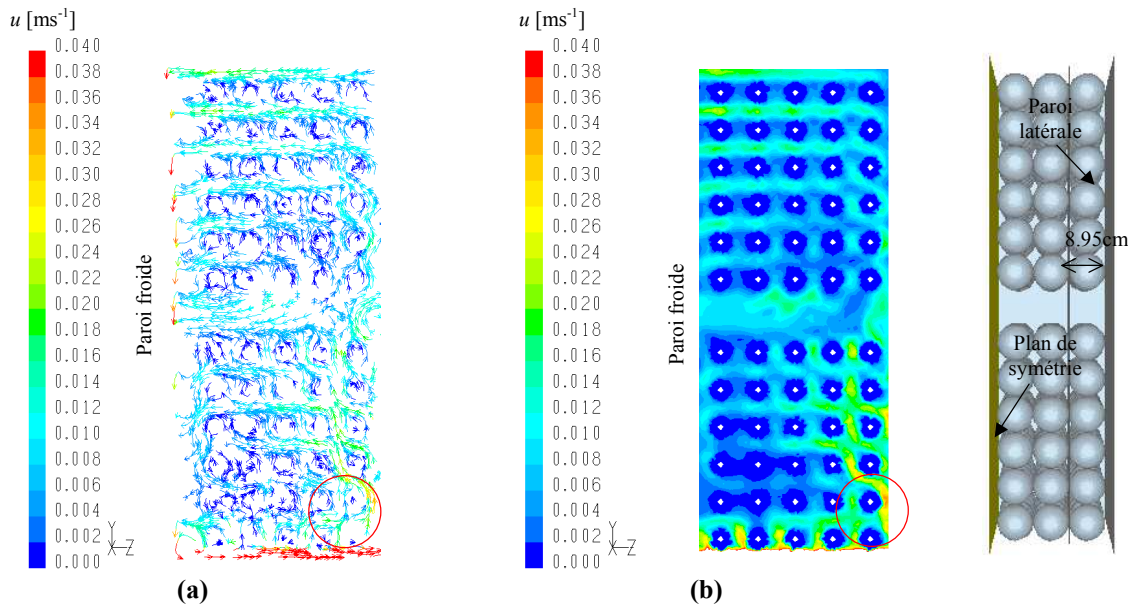 u [ms-1]
0.040
0.038
0.036
0.034
0.032
0.030
0.028
0.026
0.024
0.022
0.020
0.018
0.016
0.014
0.012
0.010
0.008
0.006
0.004
0.002
0.000
Paroi froide
Y
X
Z
(a)
u [ms-1]
0.040
0.038
0.036
0.034
0.032
0.030
0.028
0.026
0.024
0.022
0.020
0.018
0.016
0.014
0.012
0.010
0.008
0.006
0.004
0.002
0.000
Paroi froide
Y
X
Z
(b)
Paroi
latérale
8.95cm
Plan de
symétrie